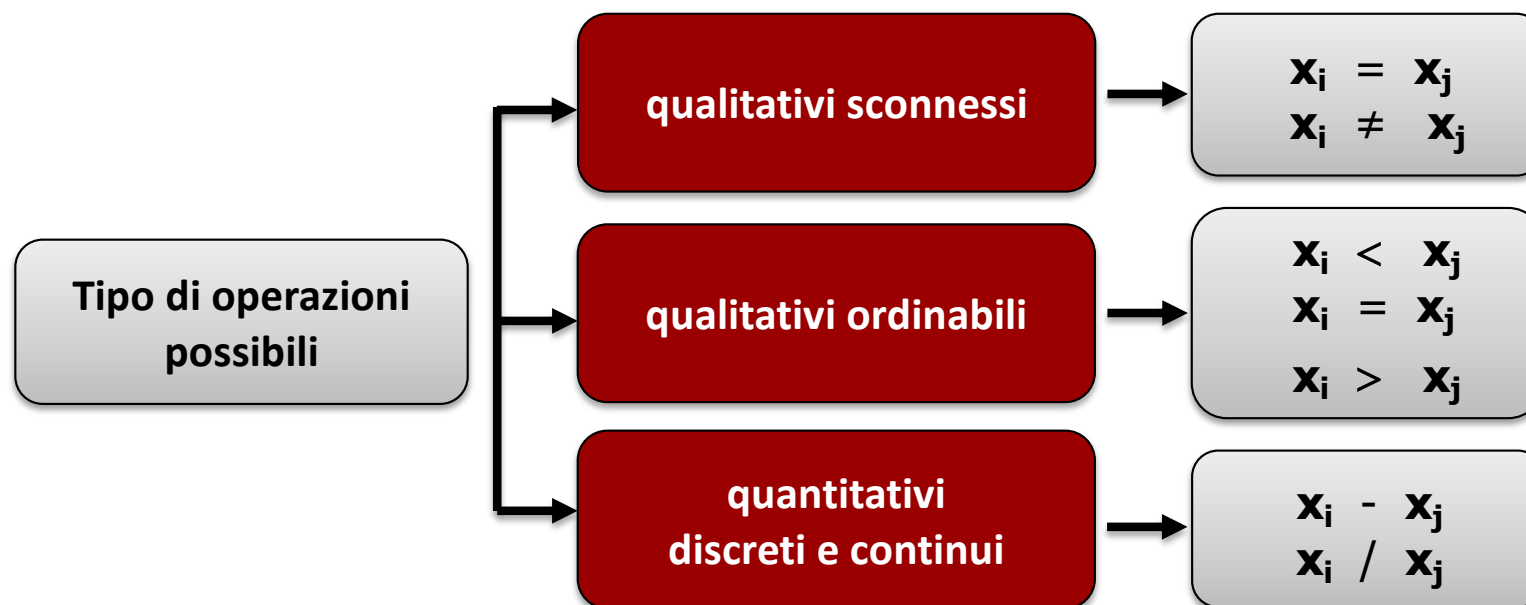 Tipo di operazioni
possibili
qualitativi sconnessi
xᵢ = xⱼ
xᵢ ≠ xⱼ
qualitativi ordinabili
xᵢ < xⱼ
xᵢ = xⱼ
xᵢ > xⱼ
quantitativi
discreti e continui
xᵢ - xⱼ
xᵢ / xⱼ